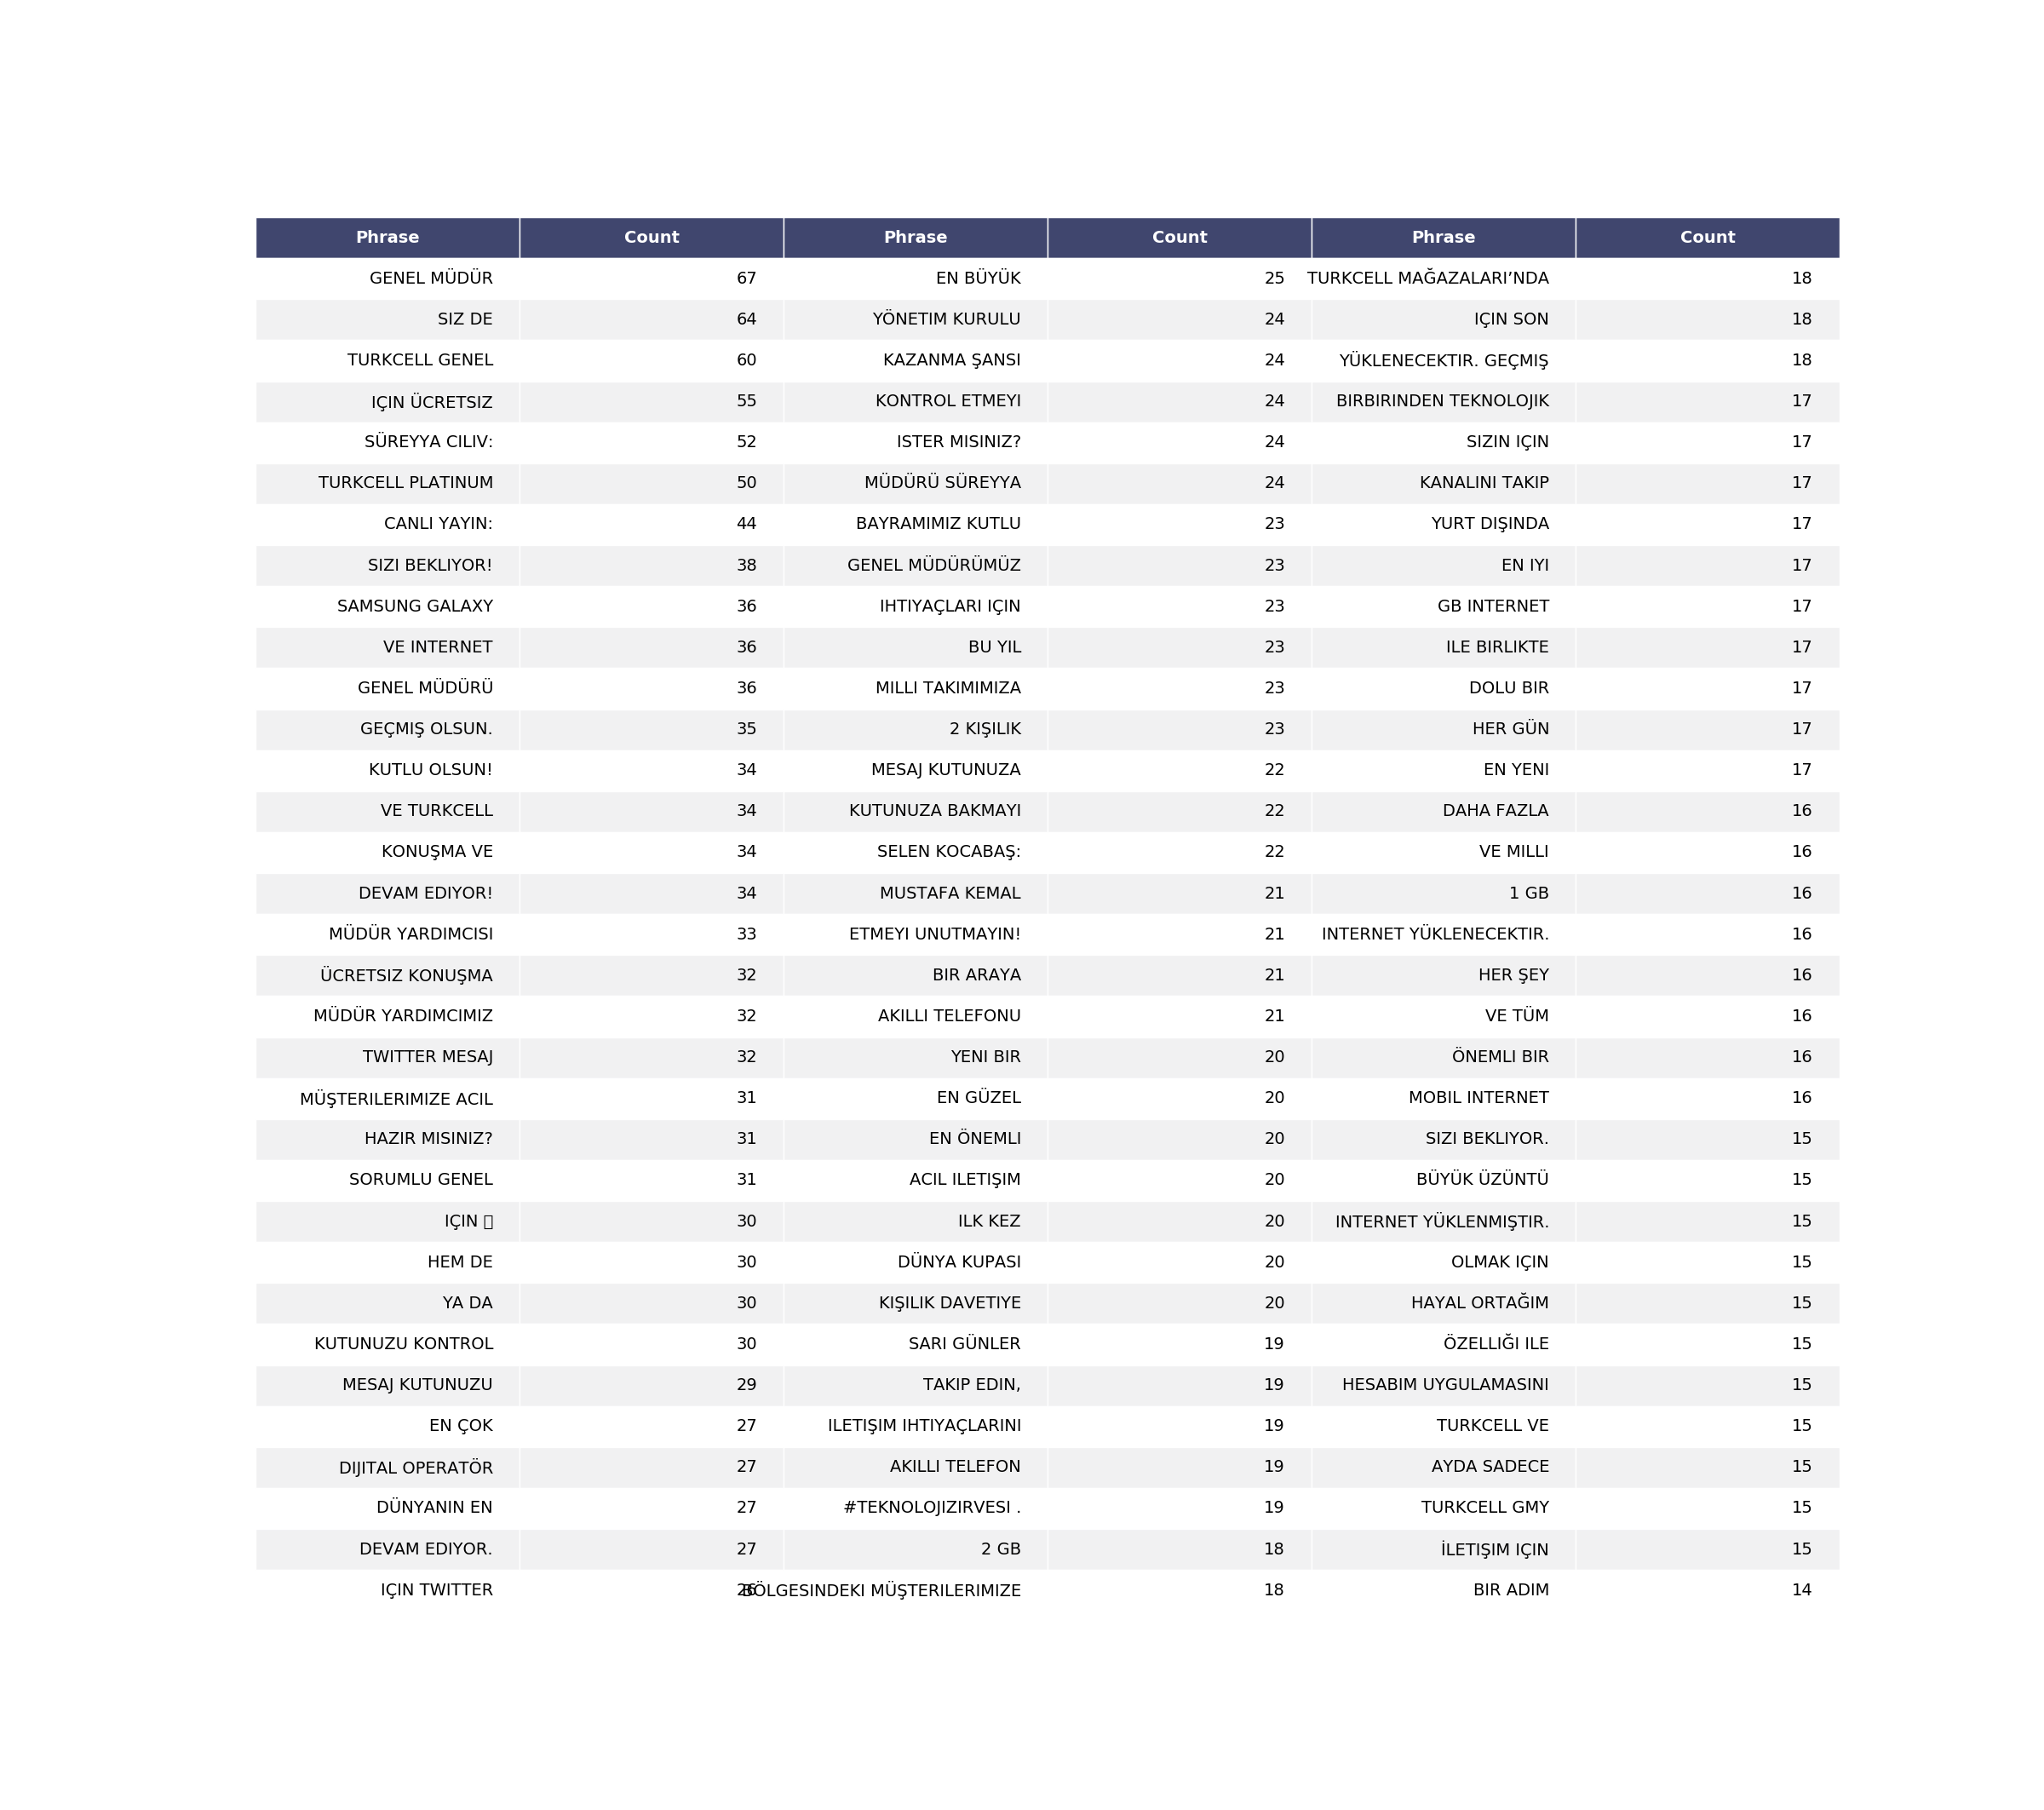 Phrase Count Phrase Count Phrase Count
GENEL MÜDÜR 67 EN BÜYÜK 25 TURKCELL MAĞAZALARI’NDA 18
SIZ DE 64 YÖNETIM KURULU 24 IÇIN SON 18
TURKCELL GENEL 60 KAZANMA ŞANSI 24 YÜKLENECEKTIR. GEÇMIŞ 18
IÇIN ÜCRETSIZ 55 KONTROL ETMEYI 24 BIRBIRINDEN TEKNOLOJIK 17
SÜREYYA CILIV: 52 ISTER MISINIZ? 24 SIZIN IÇIN 17
TURKCELL PLATINUM 50 MÜDÜRÜ SÜREYYA 24 KANALINI TAKIP 17
CANLI YAYIN: 44 BAYRAMIMIZ KUTLU 23 YURT DIŞINDA 17
SIZI BEKLIYOR! 38 GENEL MÜDÜRÜMÜZ 23 EN IYI 17
SAMSUNG GALAXY 36 IHTIYAÇLARI IÇIN 23 GB INTERNET 17
VE INTERNET 36 BU YIL 23 ILE BIRLIKTE 17
GENEL MÜDÜRÜ 36 MILLI TAKIMIMIZA 23 DOLU BIR 17
GEÇMIŞ OLSUN. 35 2 KIŞILIK 23 HER GÜN 17
KUTLU OLSUN! 34 MESAJ KUTUNUZA 22 EN YENI 17
VE TURKCELL 34 KUTUNUZA BAKMAYI 22 DAHA FAZLA 16
KONUŞMA VE 34 SELEN KOCABAŞ: 22 VE MILLI 16
DEVAM EDIYOR! 34 MUSTAFA KEMAL 21 1 GB 16
MÜDÜR YARDIMCISI 33 ETMEYI UNUTMAYIN! 21 INTERNET YÜKLENECEKTIR. 16
ÜCRETSIZ KONUŞMA 32 BIR ARAYA 21 HER ŞEY 16
MÜDÜR YARDIMCIMIZ 32 AKILLI TELEFONU 21 VE TÜM 16
TWITTER MESAJ 32 YENI BIR 20 ÖNEMLI BIR 16
MÜŞTERILERIMIZE ACIL 31 EN GÜZEL 20 MOBIL INTERNET 16
HAZIR MISINIZ? 31 EN ÖNEMLI 20 SIZI BEKLIYOR. 15
SORUMLU GENEL 31 ACIL ILETIŞIM 20 BÜYÜK ÜZÜNTÜ 15
IÇIN 30 ILK KEZ 20 INTERNET YÜKLENMIŞTIR. 15
HEM DE 30 DÜNYA KUPASI 20 OLMAK IÇIN 15
YA DA 30 KIŞILIK DAVETIYE 20 HAYAL ORTAĞIM 15
KUTUNUZU KONTROL 30 SARI GÜNLER 19 ÖZELLIĞI ILE 15
MESAJ KUTUNUZU 29 TAKIP EDIN, 19 HESABIM UYGULAMASINI 15
EN ÇOK 27 ILETIŞIM IHTIYAÇLARINI 19 TURKCELL VE 15
DIJITAL OPERATÖR 27 AKILLI TELEFON 19 AYDA SADECE 15
DÜNYANIN EN 27 #TEKNOLOJIZIRVESI . 19 TURKCELL GMY 15
DEVAM EDIYOR. 27 2 GB 18 İLETIŞIM IÇIN 15
IÇIN TWITTER 26 BÖLGESINDEKI MÜŞTERILERIMIZE 18 BIR ADIM 14